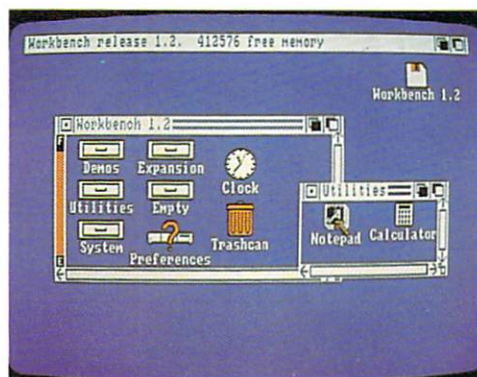 Workbench release 1.2. 412576 free memory
Workbench 1.2
Workbench 1.2
Demos Expansion
Clock
Utilities Empty
System
Preferences
Trashcan
Utilities
Notepad Calculator
F
E